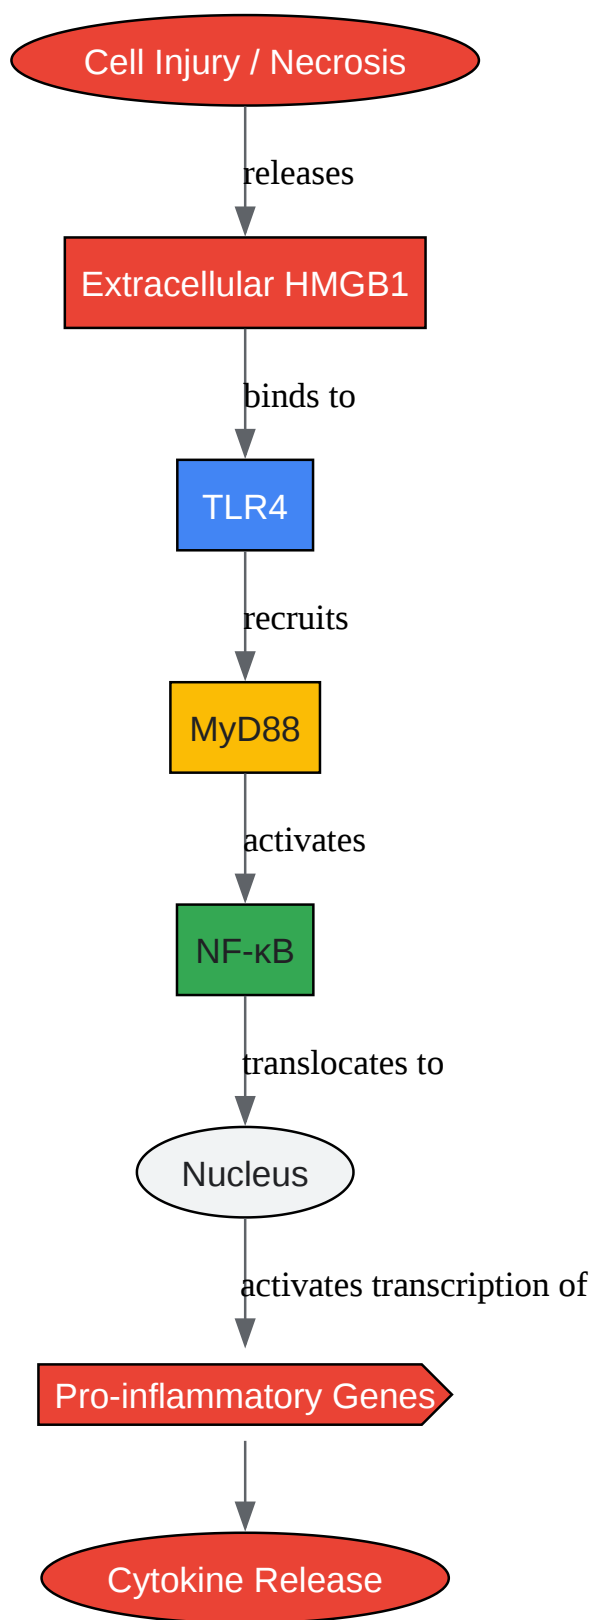 Cell Injury / Necrosis
releases
Extracellular HMGB1
binds to
TLR4
recruits
MyD88
activates
NF-κB
translocates to
Nucleus
activates transcription of
Pro-inflammatory Genes
Cytokine Release